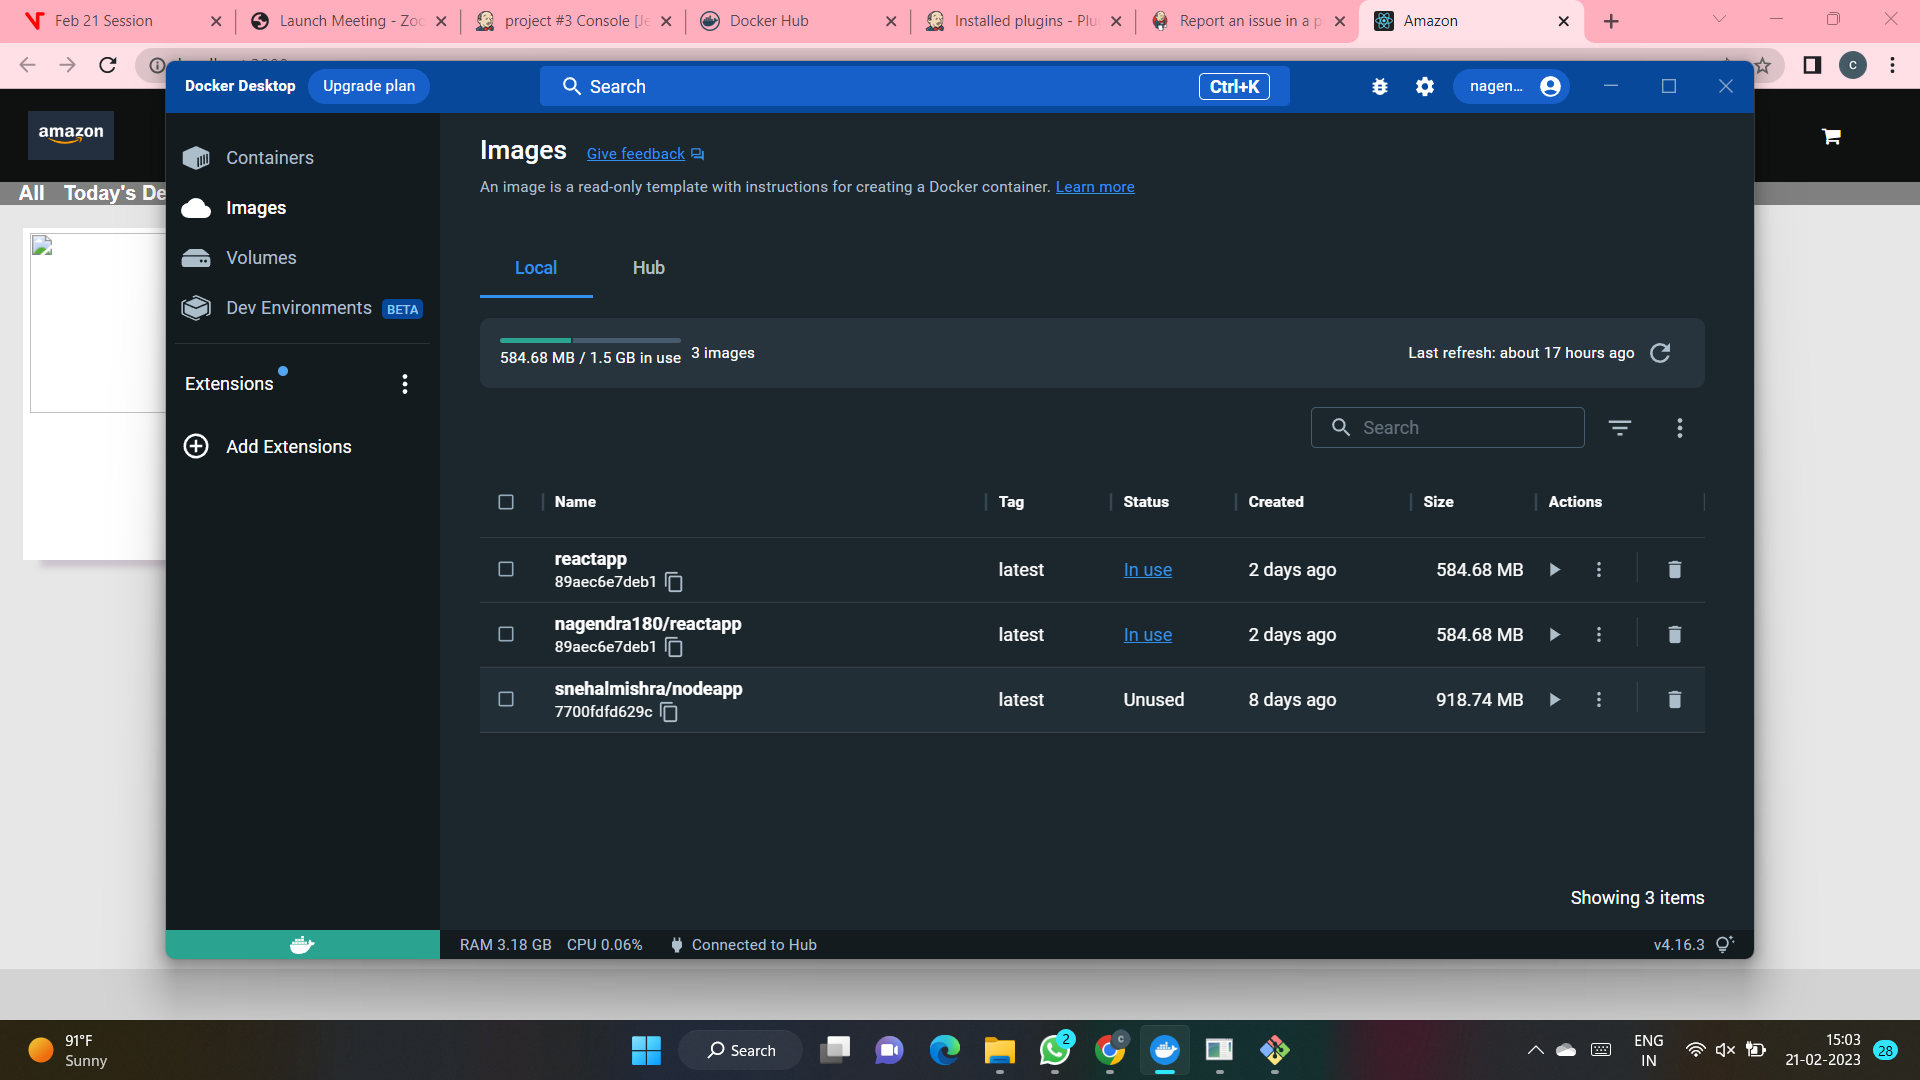 Feb 21 Session
Launch Meeting - Zoo
project #3 Console [Je
Docker Hub
Installed plugins - Plu
Report an issue in a p
Amazon
C
Docker Desktop
Upgrade plan
Search
Ctrl+K
nagen...
amazon
All Today's De
Containers
Images
Volumes
Dev Environments BETA
Extensions
Add Extensions
Images
Give feedback
An image is a read-only template with instructions for creating a Docker container. Learn more
Local
Hub
584.68 MB / 1.5 GB in use
3 images
Last refresh: about 17 hours ago
Search
Name Tag Status Created Size Actions
reactapp
89aec6e7deb1
latest In use 2 days ago 584.68 MB
nagendra180/reactapp
89aec6e7deb1
latest In use 2 days ago 584.68 MB
snehalmishra/nodeapp
7700fdfd629c
latest Unused 8 days ago 918.74 MB
Showing 3 items
RAM 3.18 GB CPU 0.06% Connected to Hub
v4.16.3
91°F
Sunny
Search
2
C
ENG
IN
15:03
21-02-2023
28